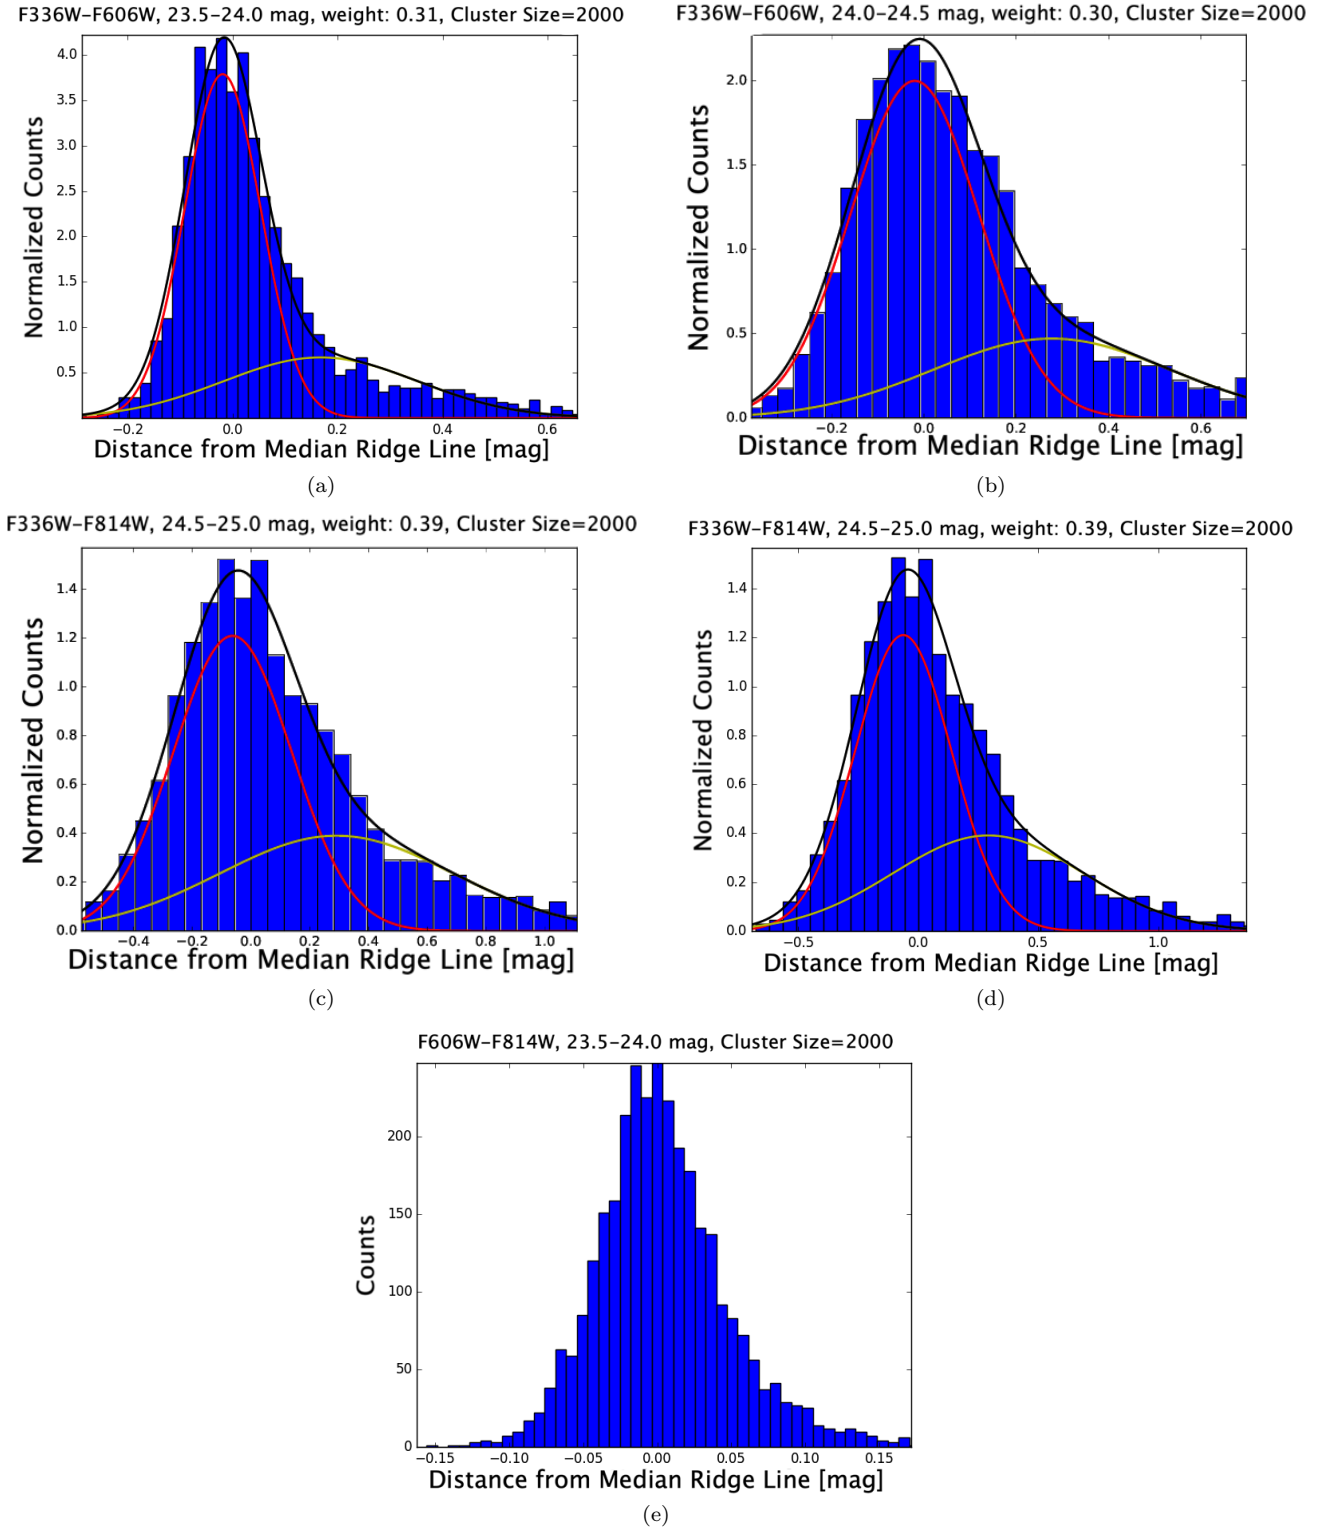 F336W−F606W, 23.5−24.0 mag, weight: 0.31, Cluster Size=2000
Normalized Counts
4.0
3.5
3.0
2.5
2.0
1.5
1.0
0.5
−0.2 0.0 0.2 0.4 0.6
Distance from Median Ridge Line [mag]
(a)
F336W−F606W, 24.0−24.5 mag, weight: 0.30, Cluster Size=2000
Normalized Counts
2.0
1.5
1.0
0.5
0.0
−0.2 0.0 0.2 0.4 0.6
Distance from Median Ridge Line [mag]
(b)
F336W−F814W, 24.5−25.0 mag, weight: 0.39, Cluster Size=2000
Normalized Counts
1.4
1.2
1.0
0.8
0.6
0.4
0.2
0.0
−0.4 −0.2 0.0 0.2 0.4 0.6 0.8 1.0
Distance from Median Ridge Line [mag]
(c)
F336W−F814W, 24.5−25.0 mag, weight: 0.39, Cluster Size=2000
Normalized Counts
1.4
1.2
1.0
0.8
0.6
0.4
0.2
0.0
−0.5 0.0 0.5 1.0
Distance from Median Ridge Line [mag]
(d)
F606W−F814W, 23.5−24.0 mag, Cluster Size=2000
Counts
200
150
100
50
0
−0.15 −0.10 −0.05 0.00 0.05 0.10 0.15
Distance from Median Ridge Line [mag]
(e)